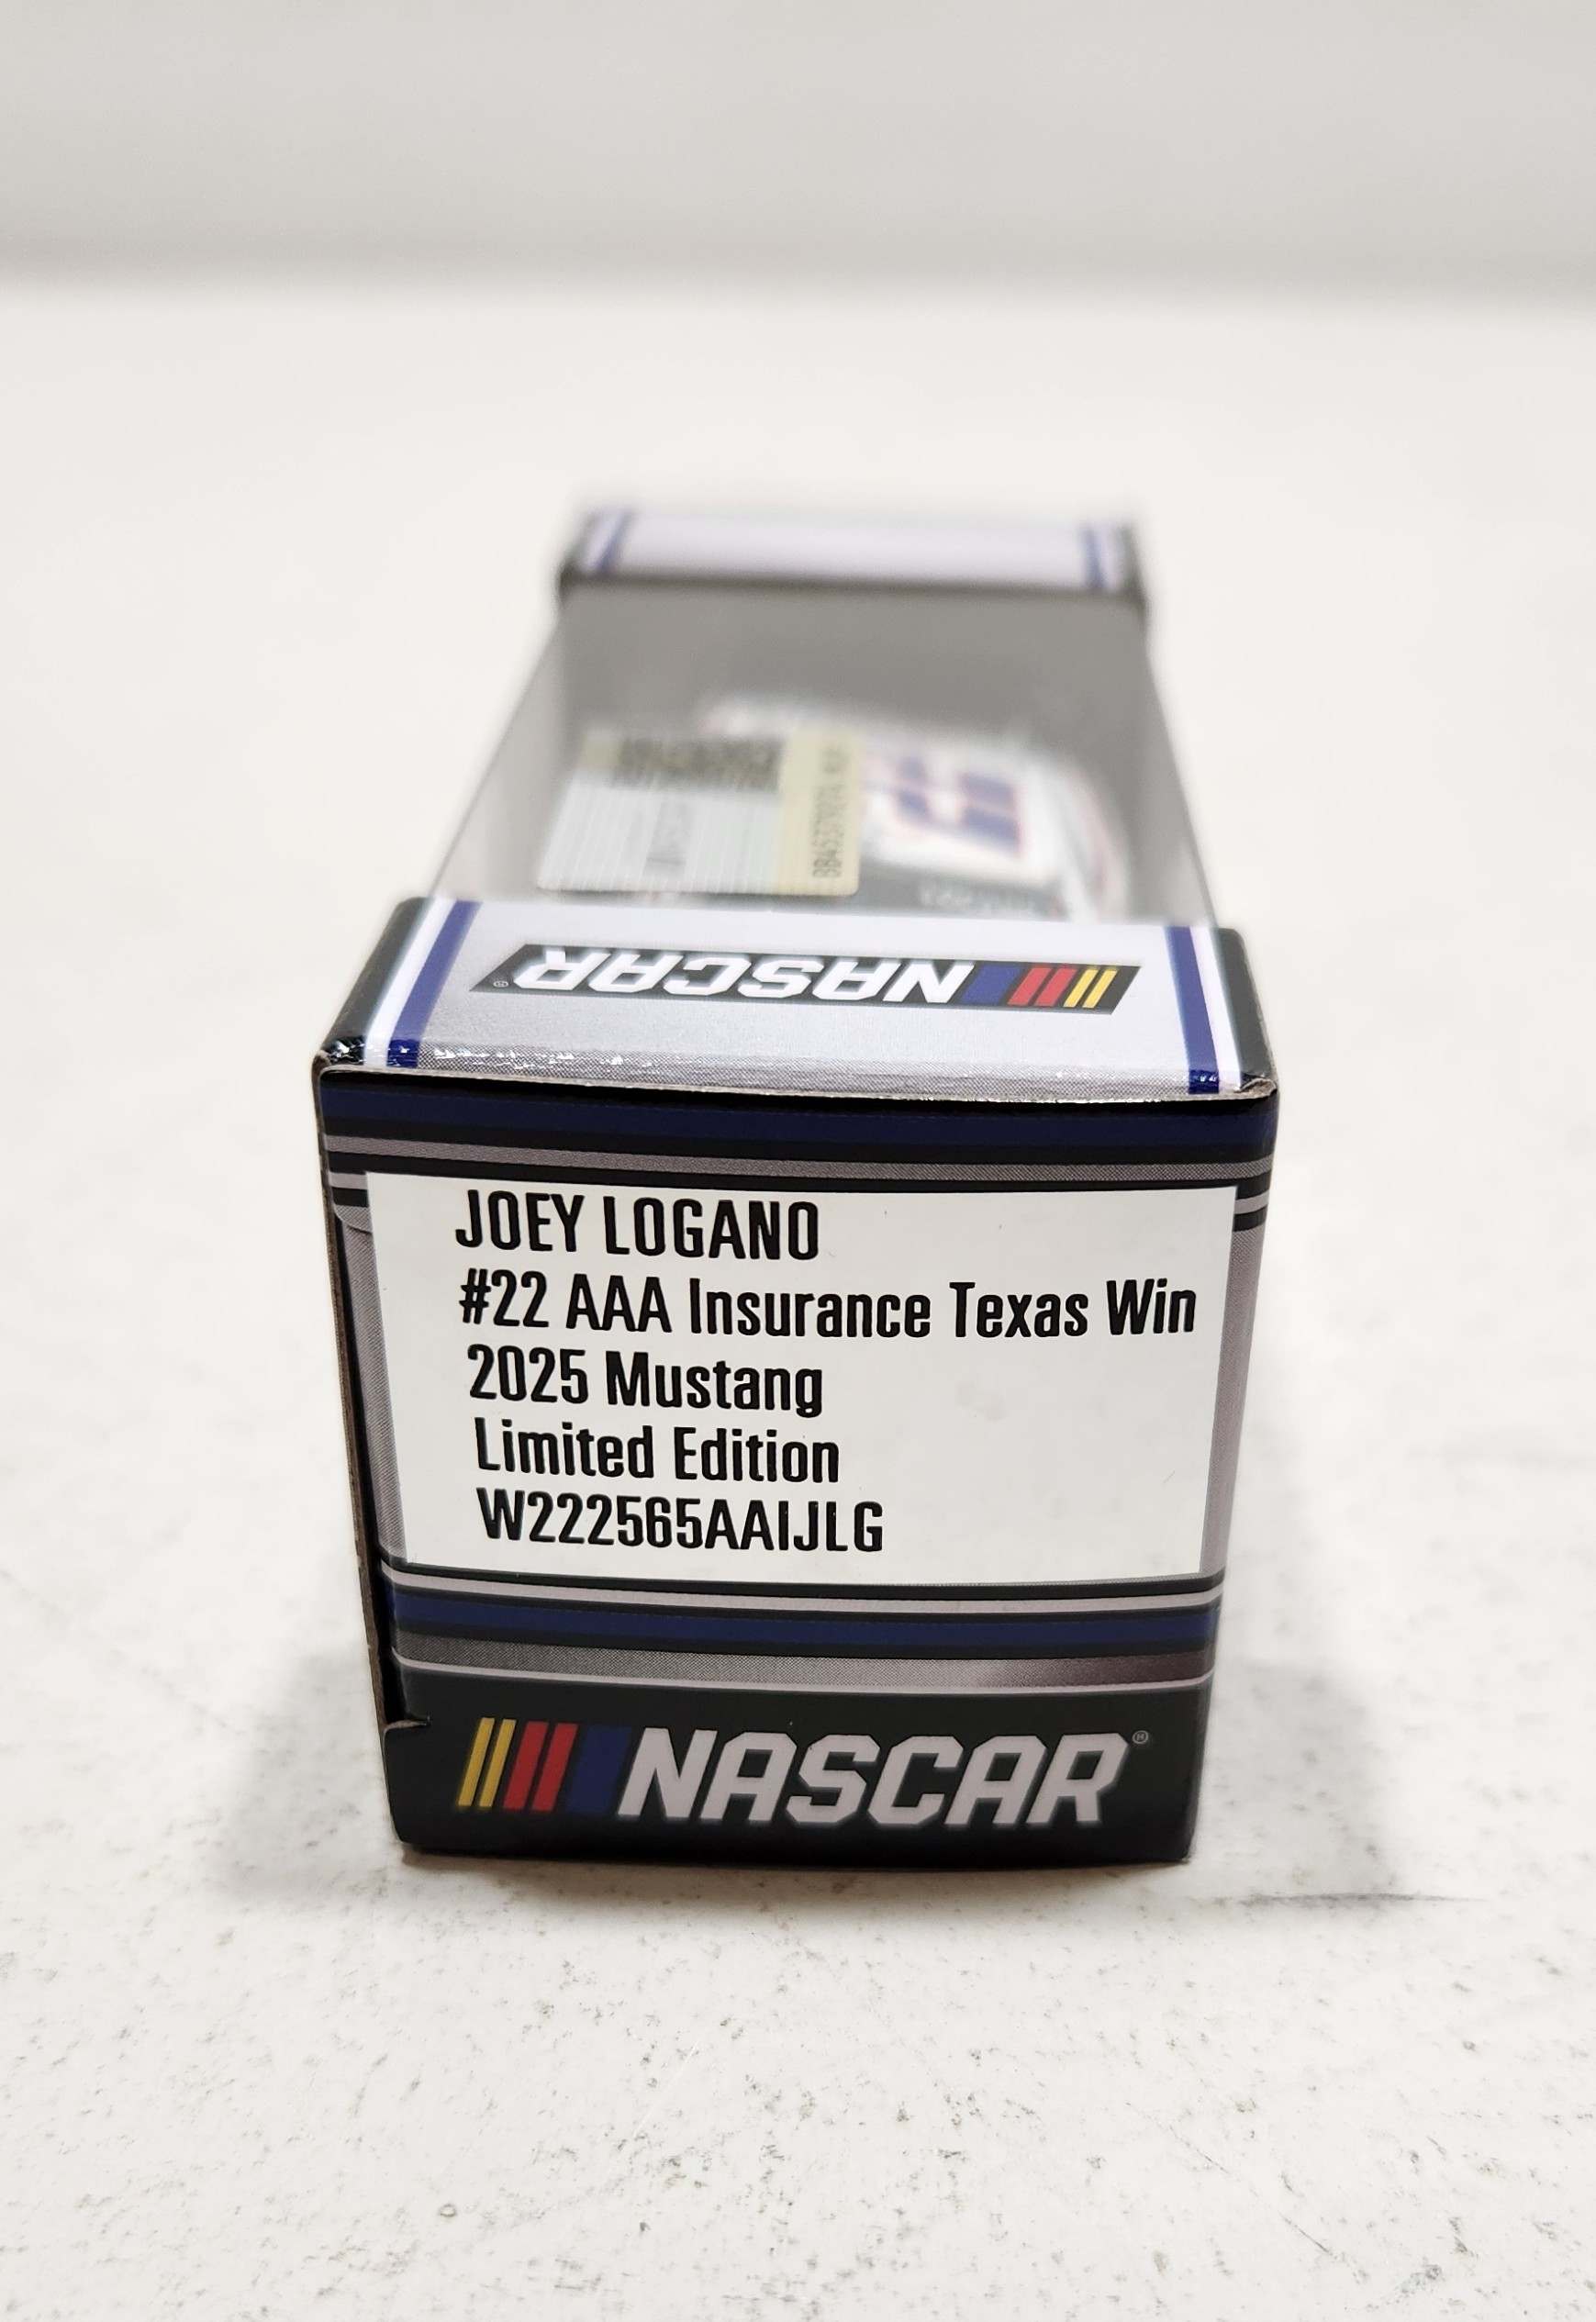 NASCAR®
JOEY LOGANO
#22 AAA Insurance Texas Win
2025 Mustang
Limited Edition
W222565AAIJLG
NASCAR®